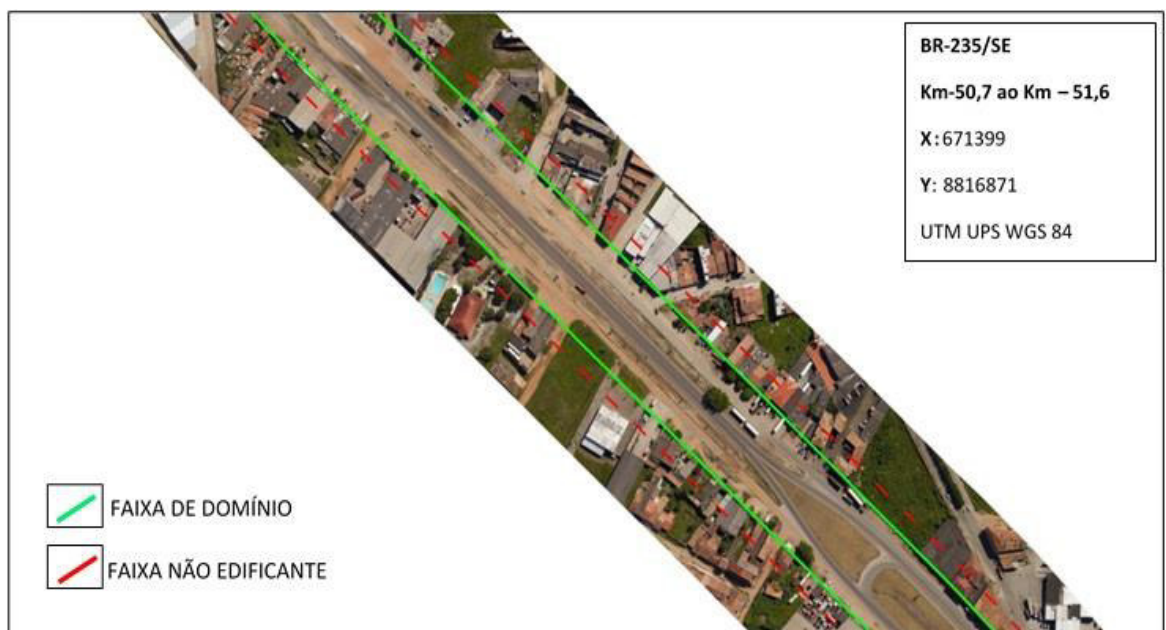 BR-235/SE
Km-50,7 ao Km – 51,6
X:671399
Y: 8816871
UTM UPS WGS 84
FAIXA DE DOMÍNIO
FAIXA NÃO EDIFICANTE